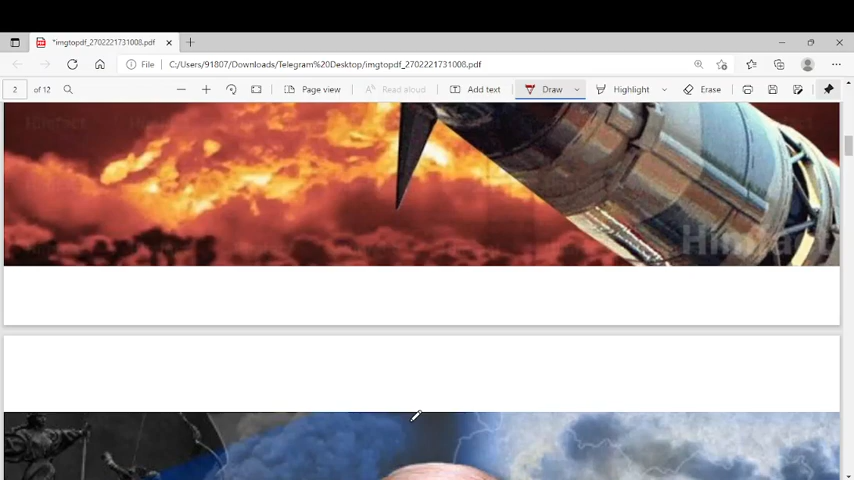 *imgtopdf_2702221731008.pdf
File C:/Users/91807/Downloads/Telegram%20Desktop/imgtopdf_2702221731008.pdf
2 of 12 Page view Read aloud Add text Draw Highlight Erase
Himfact